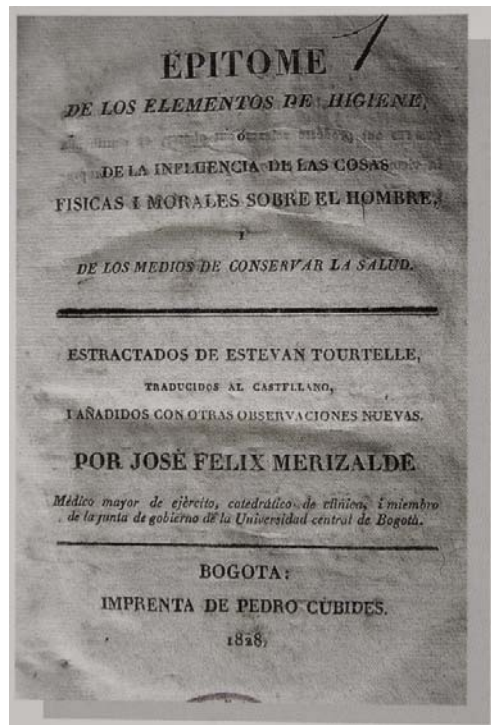 EPITOME
DE LOS ELEMENTOS DE HIGIENE,
Ó
DE LA INFLUENCIA DE LAS COSAS
FISICAS I MORALES SOBRE EL HOMBRE,
I
DE LOS MEDIOS DE CONSERVAR LA SALUD.
ESTRACTADOS DE ESTEVAN TOURTELLE,
TRADUCIDOS AL CASTELLANO,
I AÑADIDOS CON OTRAS OBSERVACIONES NUEVAS.
POR JOSÉ FELIX MERIZALDE
Médico mayor de ejército, catedrático de clínica, i miembro
de la junta de gobierno de la Universidad central de Bogotá.
BOGOTA:
IMPRENTA DE PEDRO CUBIDES.
1828,